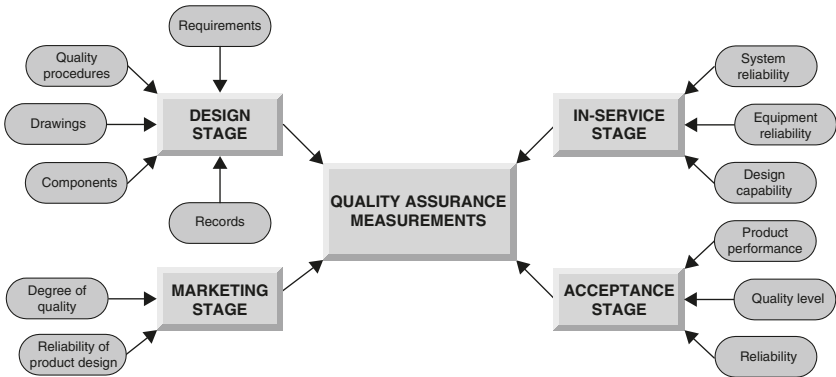 Requirements
Quality
procedures
Drawings
Components
DESIGN
STAGE
Records
Degree of
quality
Reliability of
product design
MARKETING
STAGE
QUALITY ASSURANCE
MEASUREMENTS
IN-SERVICE
STAGE
System
reliability
Equipment
reliability
Design
capability
ACCEPTANCE
STAGE
Product
performance
Quality level
Reliability